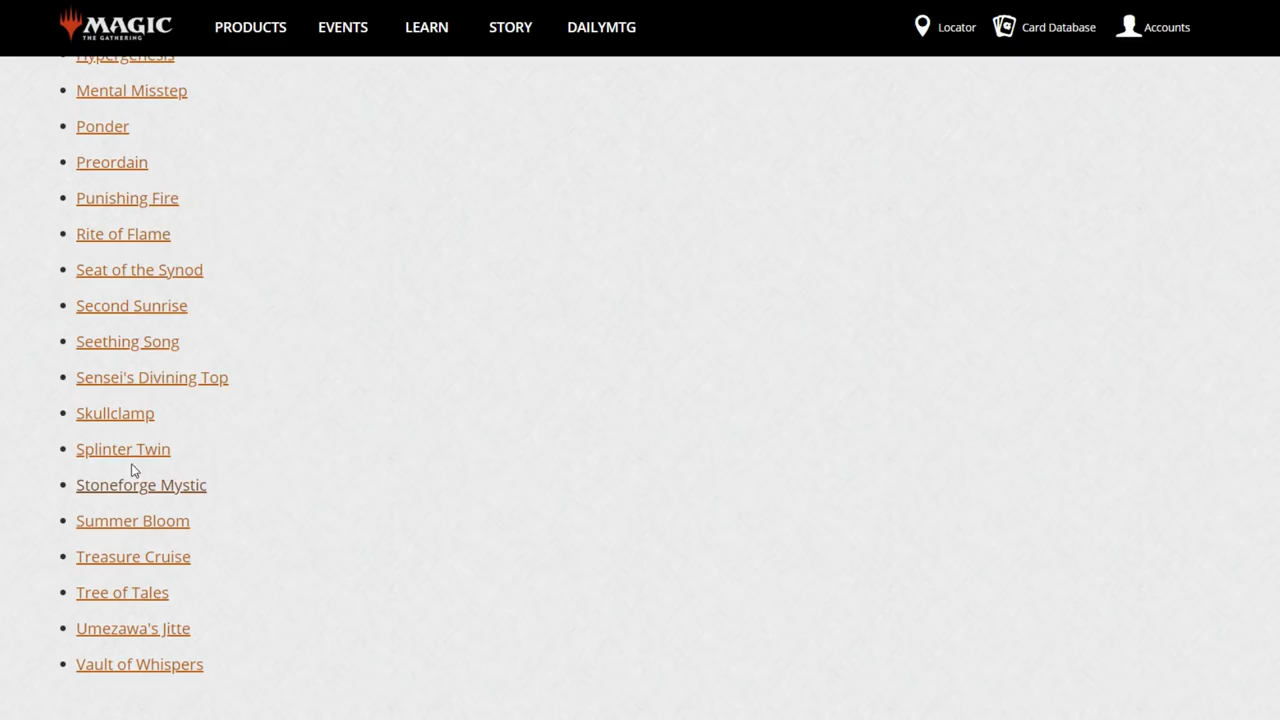 MAGIC
THE GATHERING
PRODUCTS
EVENTS
LEARN
STORY
DAILYMTG
Locator
Card Database
Accounts
Hypergenesis
Mental Misstep
Ponder
Preordain
Punishing Fire
Rite of Flame
Seat of the Synod
Second Sunrise
Seething Song
Sensei's Divining Top
Skullclamp
Splinter Twin
Stoneforge Mystic
Summer Bloom
Treasure Cruise
Tree of Tales
Umezawa's Jitte
Vault of Whispers